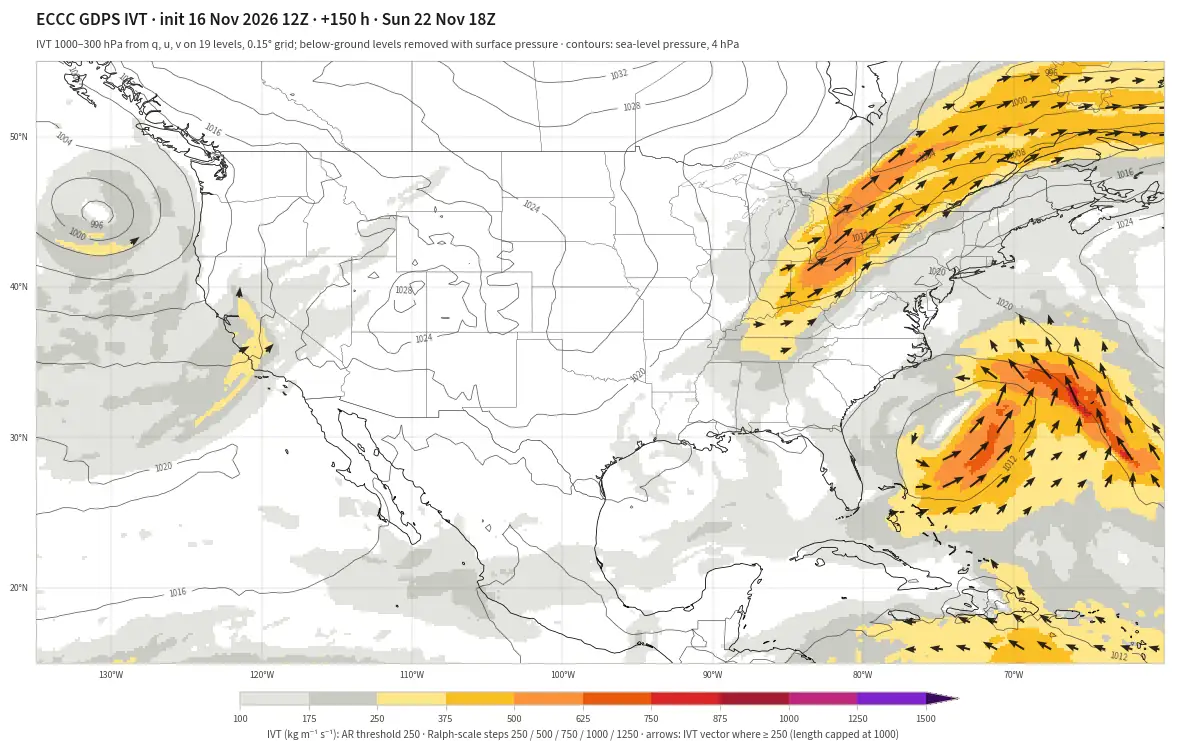 ECCC GDPS IVT · init 16 Nov 2026 12Z · +150 h · Sun 22 Nov 18Z
IVT 1000–300 hPa from q, u, v on 19 levels, 0.15° grid; below-ground levels removed with surface pressure · contours: sea-level pressure, 4 hPa
1032
996
1028
1000
1016
1004
1004
1008
1016
1024
996
1000
1012
1024
1020
1028
1020
1024
1020
1012
1020
1016
1012
50°N
40°N
30°N
20°N
130°W 120°W 110°W 100°W 90°W 80°W 70°W
100 175 250 375 500 625 750 875 1000 1250 1500
IVT (kg m⁻¹ s⁻¹): AR threshold 250 · Ralph-scale steps 250 / 500 / 750 / 1000 / 1250 · arrows: IVT vector where ≥ 250 (length capped at 1000)